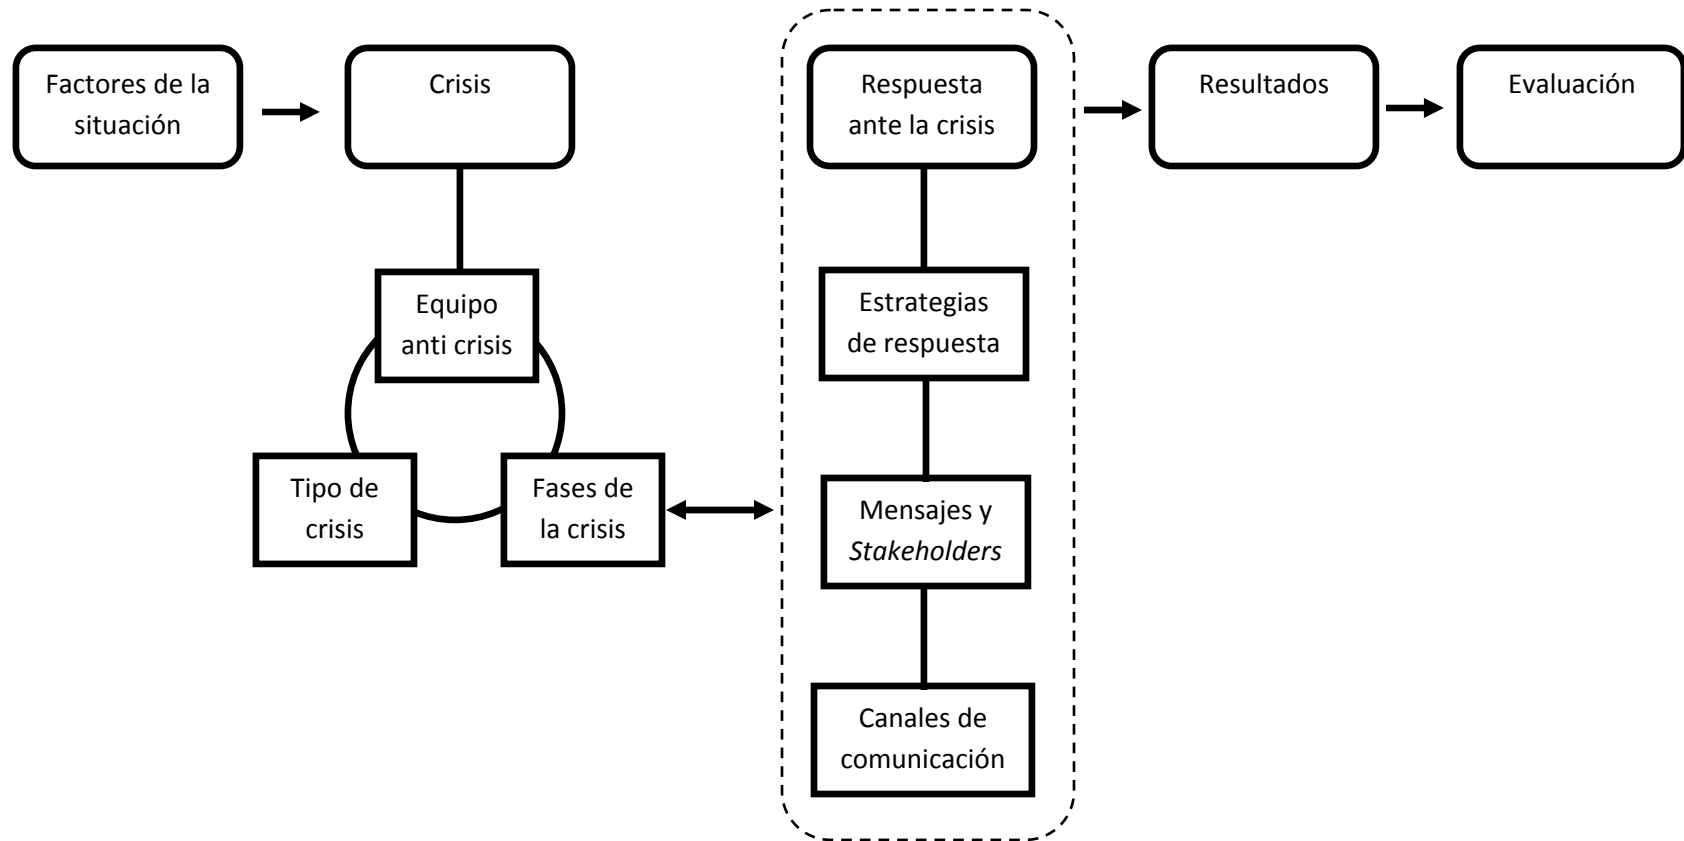 Factores de la
situación
Crisis
Respuesta
ante la crisis
Resultados
Evaluación
Equipo
anti crisis
Tipo de
crisis
Fases de
la crisis
Estrategias
de respuesta
Mensajes y
Stakeholders
Canales de
comunicación